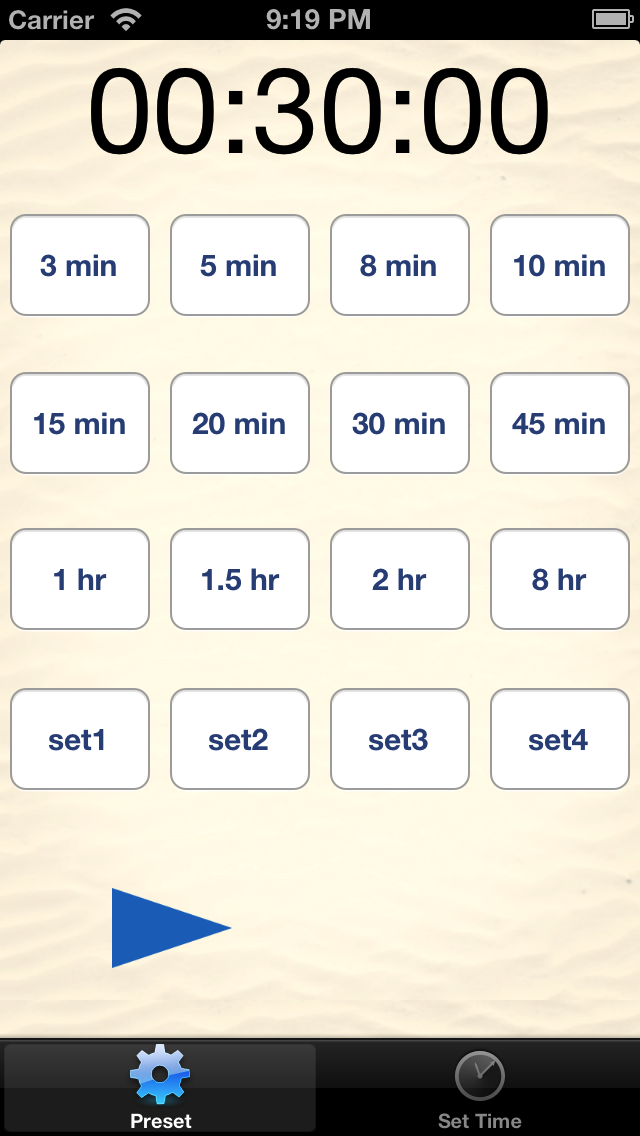 Carrier 9:19 PM
00:30:00
3 min 5 min 8 min 10 min
15 min 20 min 30 min 45 min
1 hr 1.5 hr 2 hr 8 hr
set1 set2 set3 set4
Preset Set Time